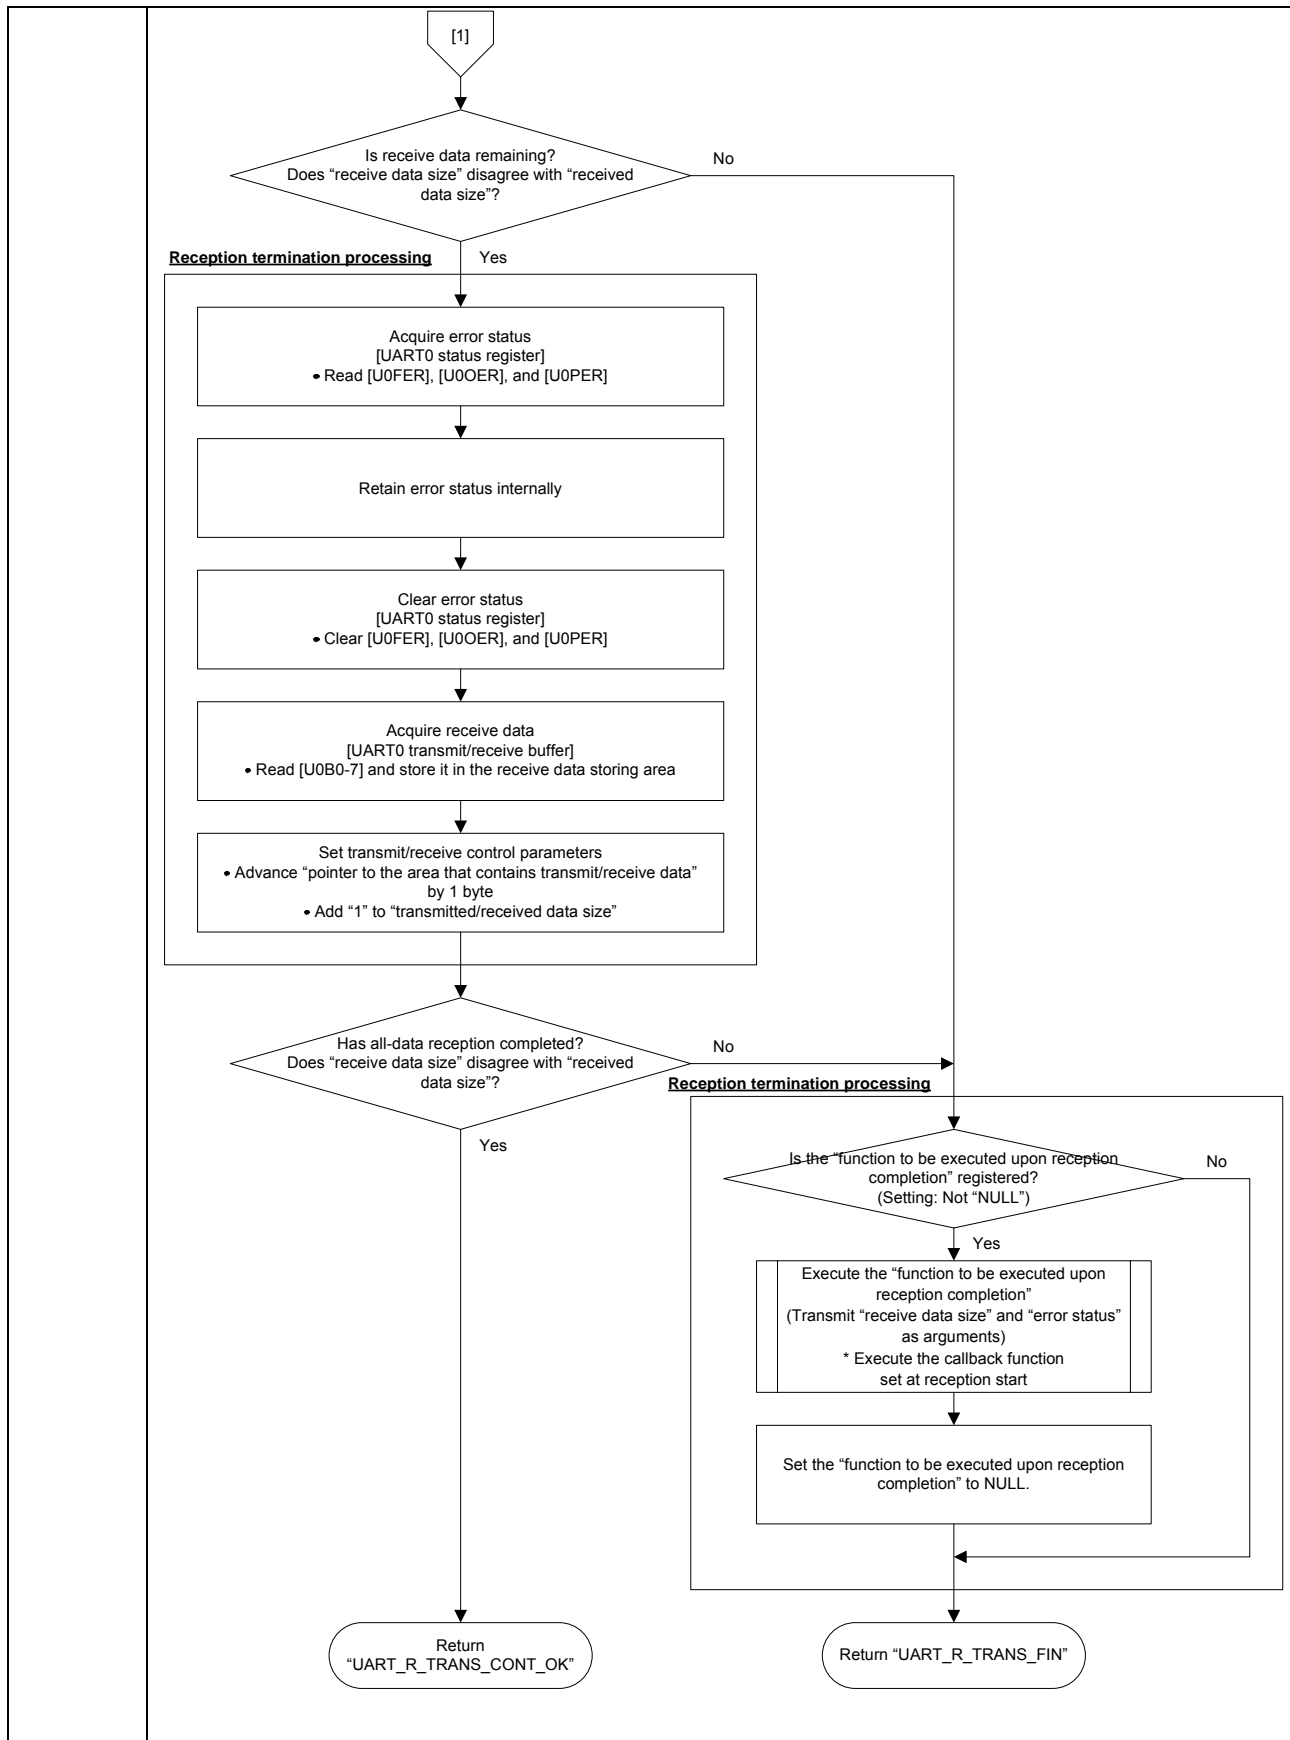 [1]
Is receive data remaining?
Does “receive data size” disagree with “received
data size”?
No
Reception termination processing
Yes
Acquire error status
[UART0 status register]
• Read [U0FER], [U0OER], and [U0PER]
Retain error status internally
Clear error status
[UART0 status register]
• Clear [U0FER], [U0OER], and [U0PER]
Acquire receive data
[UART0 transmit/receive buffer]
• Read [U0B0-7] and store it in the receive data storing area
Set transmit/receive control parameters
• Advance “pointer to the area that contains transmit/receive data”
by 1 byte
• Add “1” to “transmitted/received data size”
Has all-data reception completed?
Does “receive data size” disagree with “received
data size”?
No
Yes
Reception termination processing
Is the “function to be executed upon reception
completion” registered?
(Setting: Not “NULL”)
No
Yes
Execute the “function to be executed upon
reception completion”
(Transmit “receive data size” and “error status”
as arguments)
* Execute the callback function
set at reception start
Set the “function to be executed upon reception
completion” to NULL.
Return
“UART_R_TRANS_CONT_OK”
Return “UART_R_TRANS_FIN”